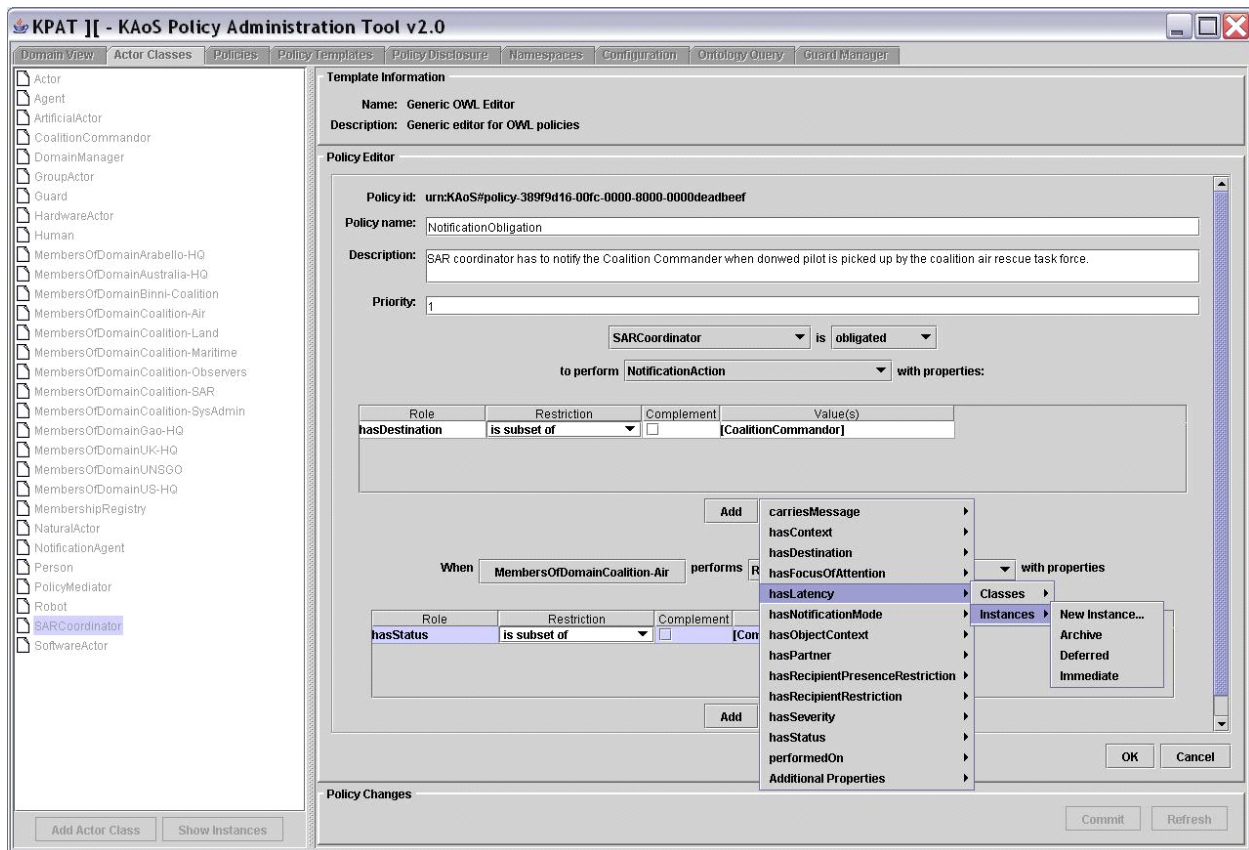 KPAT ][ - KAoS Policy Administration Tool v2.0
Domain View Actor Classes Policies Policy Templates Policy Disclosure Namespaces Configuration Ontology Query Guard Manager
Actor
Agent
ArtificialActor
CoalitionCommandor
DomainManager
GroupActor
Guard
HardwareActor
Human
MembersOfDomainArabello-HQ
MembersOfDomainAustralia-HQ
MembersOfDomainBinni-Coalition
MembersOfDomainCoalition-Air
MembersOfDomainCoalition-Land
MembersOfDomainCoalition-Maritime
MembersOfDomainCoalition-Observers
MembersOfDomainCoalition-SAR
MembersOfDomainCoalition-SysAdmin
MembersOfDomainGao-HQ
MembersOfDomainUK-HQ
MembersOfDomainUNSGO
MembersOfDomainUS-HQ
MembershipRegistry
NaturalActor
NotificationAgent
Person
PolicyMediator
Robot
SARCoordinator
SoftwareActor
Add Actor Class Show Instances
Template Information
Name: Generic OWL Editor
Description: Generic editor for OWL policies
Policy Editor
Policy id: urn:KAoS#policy-389f9d16-00fc-0000-8000-0000deadbeef
Policy name: NotificationObligation
Description: SAR coordinator has to notify the Coalition Commander when donwed pilot is picked up by the coalition air rescue task force.
Priority: 1
SARCoordinator is obligated
to perform NotificationAction with properties:
Role Restriction Complement Value(s)
hasDestination is subset of [CoalitionCommandor]
Add
When MembersOfDomainCoalition-Air performs R with properties
Role Restriction Complement
hasStatus is subset of [Con
Add
carriesMessage
hasContext
hasDestination
hasFocusOfAttention
hasLatency
hasNotificationMode
hasObjectContext
hasPartner
hasRecipientPresenceRestriction
hasRecipientRestriction
hasSeverity
hasStatus
performedOn
Additional Properties
Classes
Instances
New Instance...
Archive
Deferred
Immediate
OK Cancel
Policy Changes
Commit Refresh